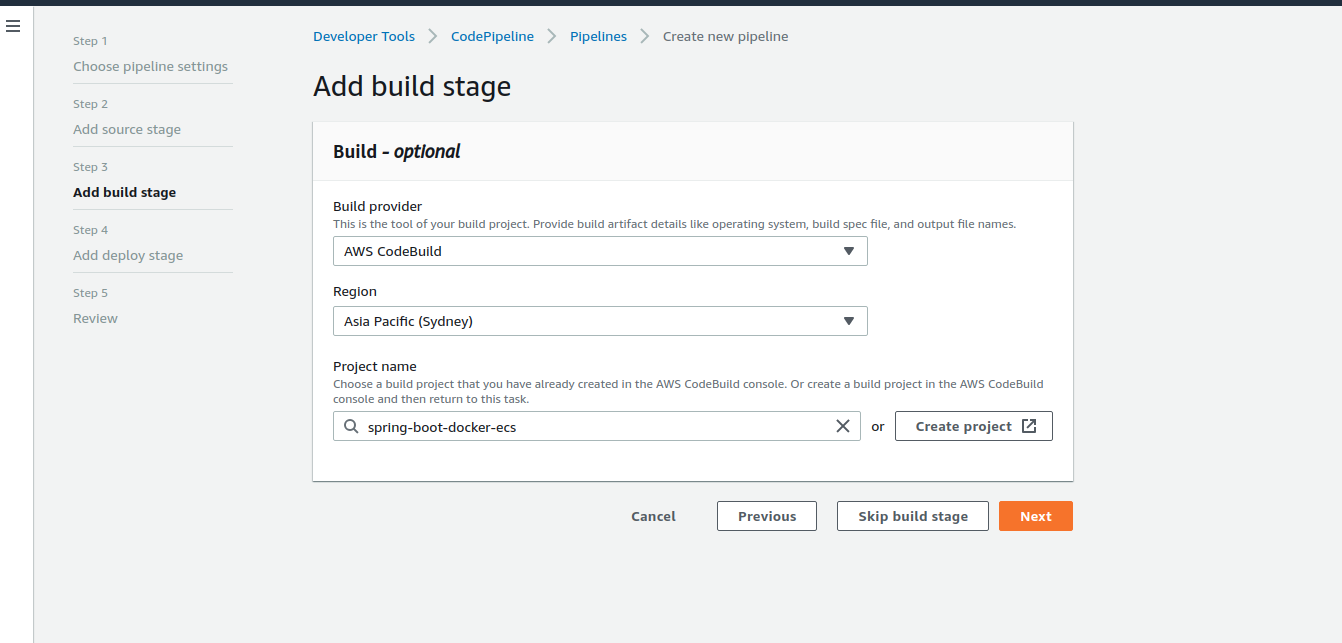 Step 1
Choose pipeline settings
Step 2
Add source stage
Step 3
Add build stage
Step 4
Add deploy stage
Step 5
Review
Developer Tools > CodePipeline > Pipelines > Create new pipeline
Add build stage
Build - optional
Build provider
This is the tool of your build project. Provide build artifact details like operating system, build spec file, and output file names.
AWS CodeBuild
Region
Asia Pacific (Sydney)
Project name
Choose a build project that you have already created in the AWS CodeBuild console. Or create a build project in the AWS CodeBuild
console and then return to this task.
spring-boot-docker-ecs or Create project
Cancel Previous Skip build stage Next